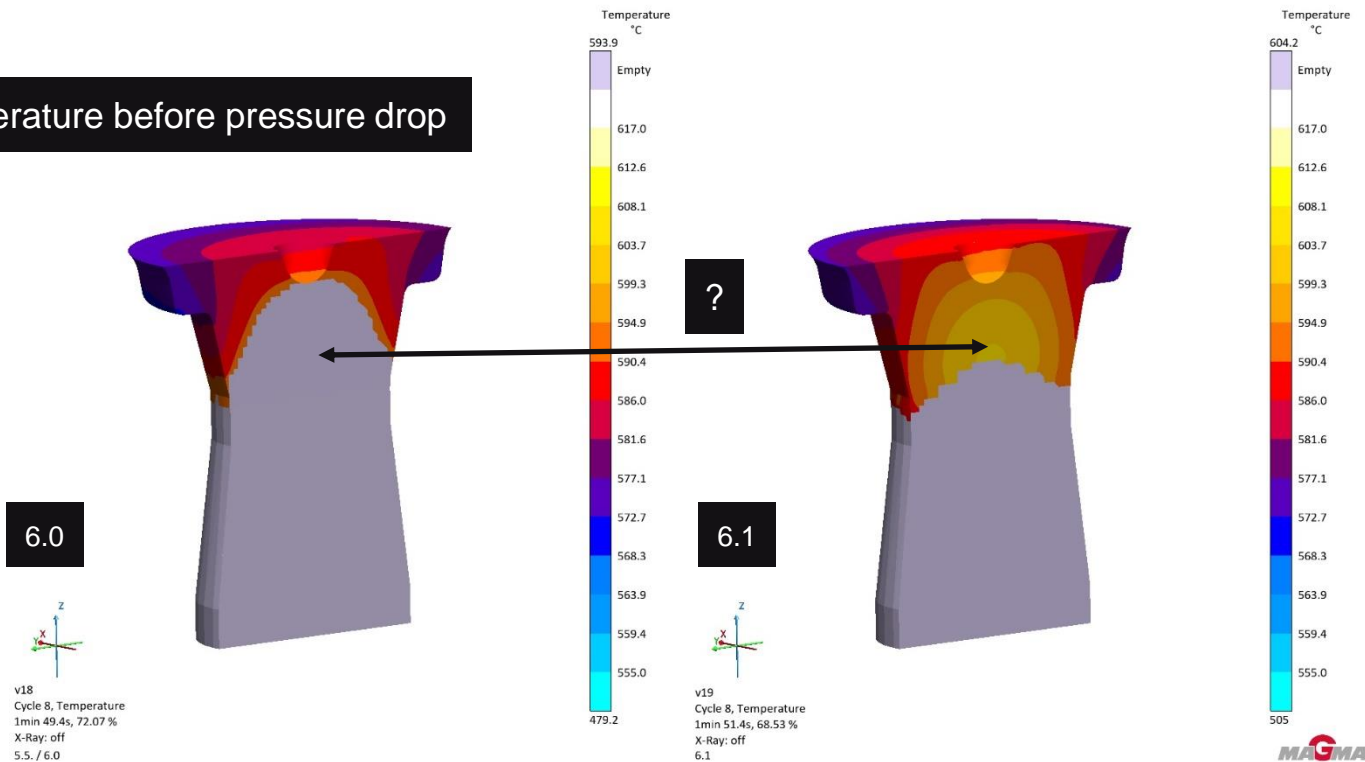 erature before pressure drop
Temperature
°C
593.9
Empty
617.0
612.6
608.1
603.7
599.3
594.9
590.4
586.0
581.6
577.1
572.7
568.3
563.9
559.4
555.0
479.2
6.0
Z
X
Y
v18
Cycle 8, Temperature
1min 49.4s, 72.07 %
X-Ray: off
5.5. / 6.0
?
Temperature
°C
604.2
Empty
617.0
612.6
608.1
603.7
599.3
594.9
590.4
586.0
581.6
577.1
572.7
568.3
563.9
559.4
555.0
505
6.1
Z
X
Y
v19
Cycle 8, Temperature
1min 51.4s, 68.53 %
X-Ray: off
6.1
MAGMA